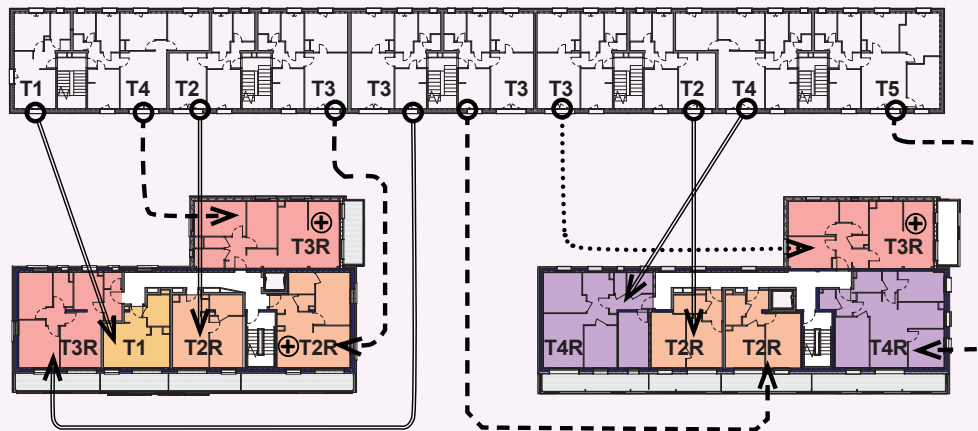 T1 T4 T2 T3 T3 T3 T3 T2 T4 T5
T3R T3R
T3R T1 T2R T2R T4R T2R T2R T4R